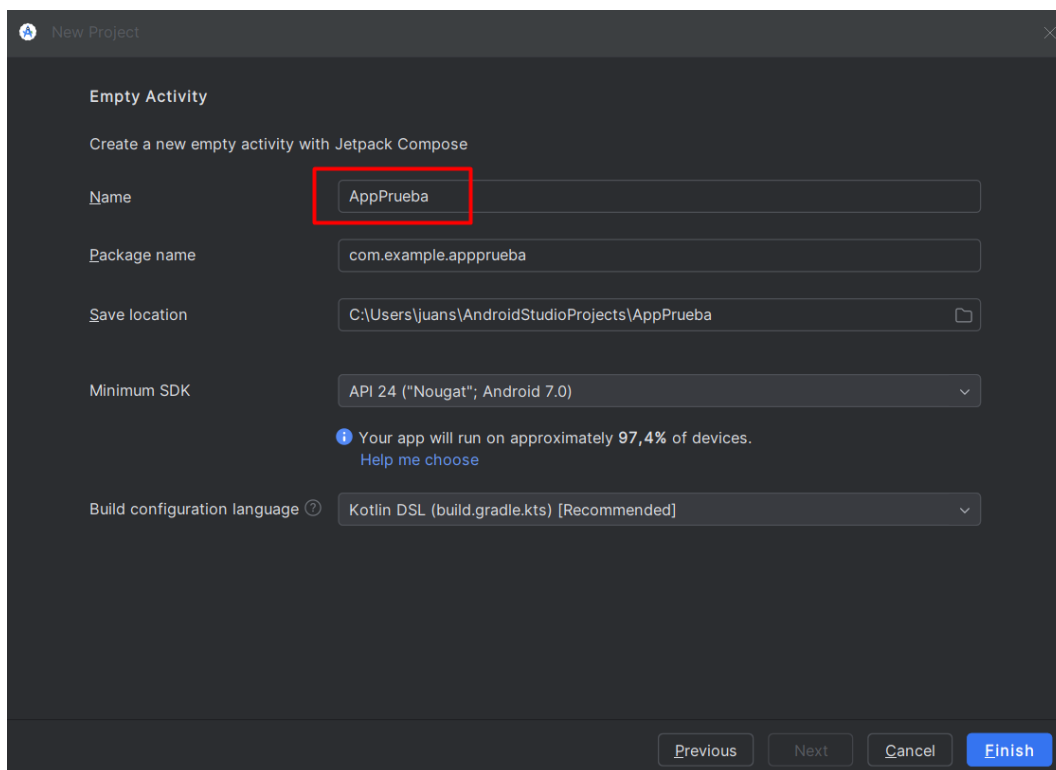 New Project
Empty Activity
Create a new empty activity with Jetpack Compose
Name AppPrueba
Package name com.example.appprueba
Save location C:\Users\juans\AndroidStudioProjects\AppPrueba
Minimum SDK API 24 ("Nougat"; Android 7.0)
Your app will run on approximately 97,4% of devices.
Help me choose
Build configuration language Kotlin DSL (build.gradle.kts) [Recommended]
Previous Next Cancel Finish